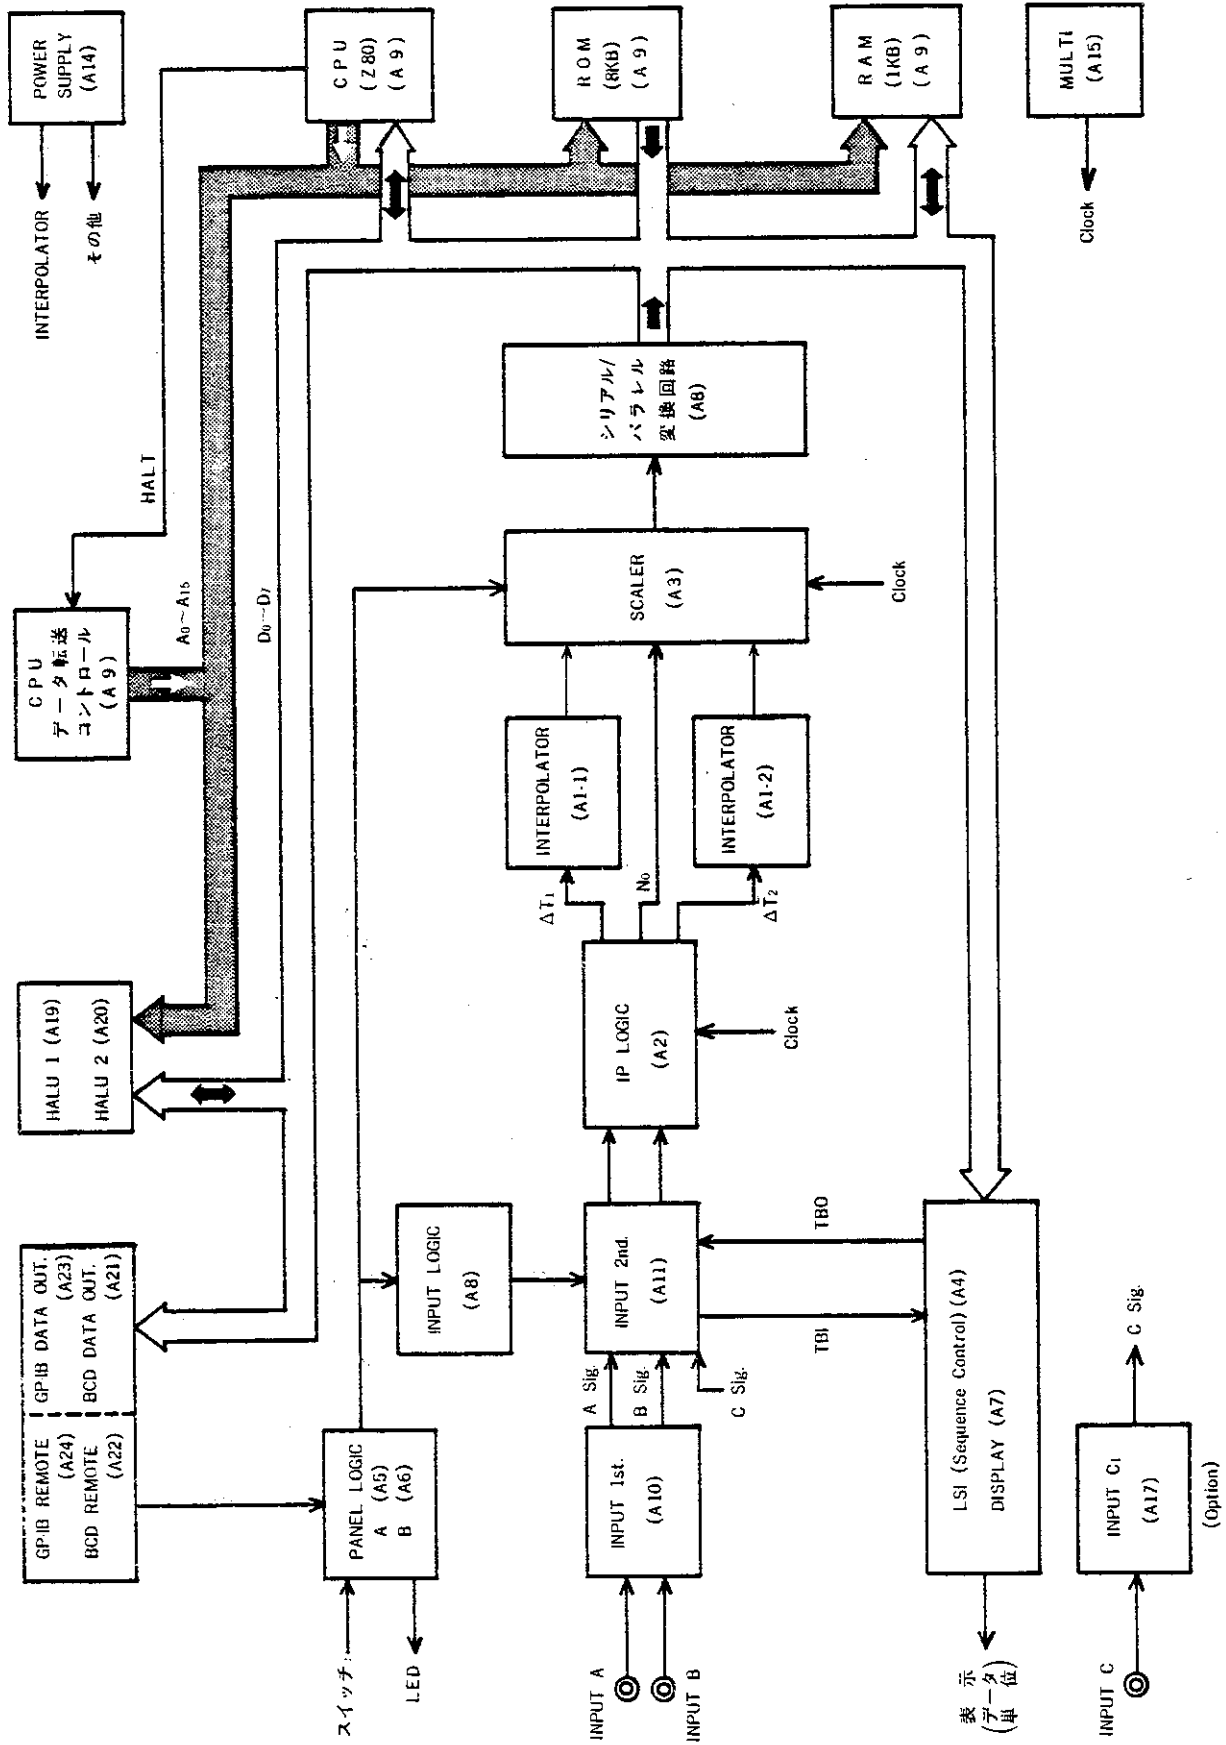 GP-IB REMOTE
(A24)
BCD REMOTE
(A22)
GP-IB DATA OUT.
(A23)
BCD DATA OUT.
(A21)
HALU 1 (A19)
HALU 2 (A20)
CPU
データ転送
コントロール
(A9)
POWER
SUPPLY
(A14)
INTERPOLATOR
その他
HALT
A₀～A₁₅
D₀～D₇
CPU
(Z80)
(A9)
ROM
(8KB)
(A9)
RAM
(1KB)
(A9)
MULTI
(A15)
Clock
スイッチ
LED
PANEL LOGIC
A (A5)
B (A6)
INPUT LOGIC
(A8)
INPUT A
INPUT B
INPUT 1st.
(A10)
A Sig.
B Sig.
C Sig.
INPUT 2nd.
(A11)
IP LOGIC
(A2)
Clock
ΔT₁
N₀
ΔT₂
INTERPOLATOR
(A1-1)
INTERPOLATOR
(A1-2)
SCALER
(A3)
Clock
シリアル/
パラレル
変換回路
(A8)
TBI
TBO
LSI (Sequence Control) (A4)
DISPLAY (A7)
表示
(データ)
(単位)
INPUT C
INPUT C₁
(A17)
C Sig.
(Option)